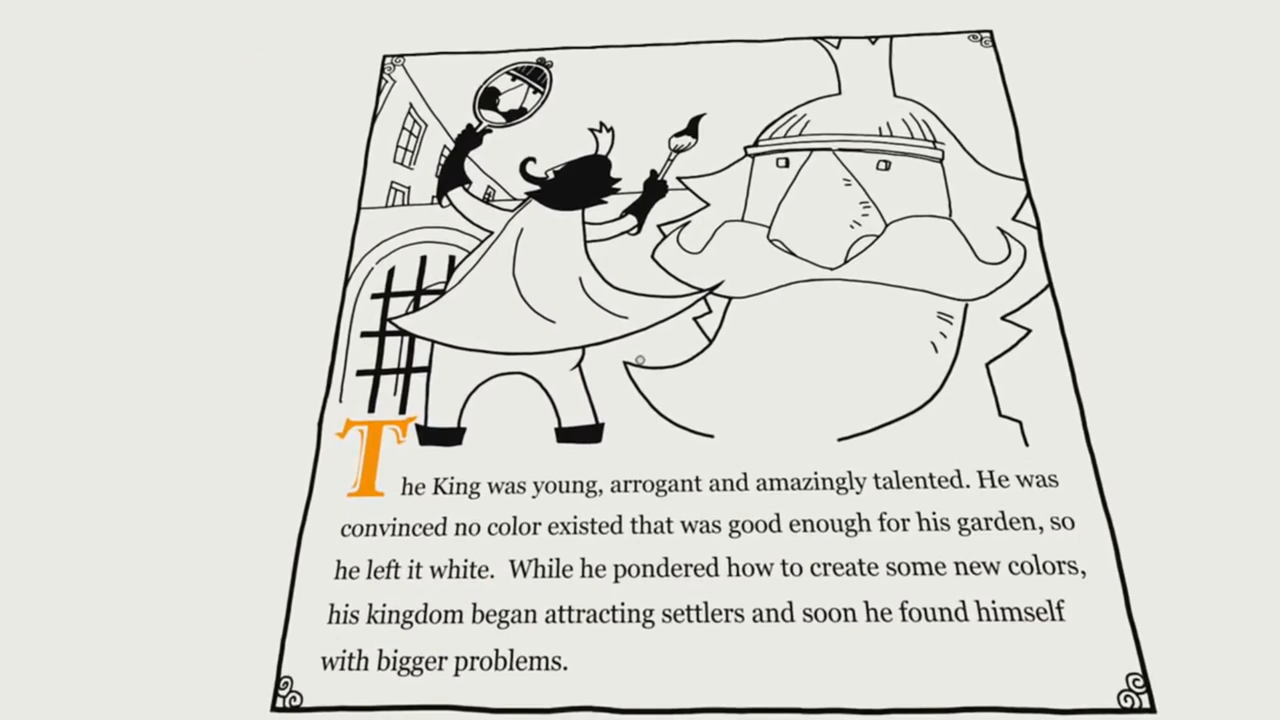 The King was young, arrogant and amazingly talented. He was
convinced no color existed that was good enough for his garden, so
he left it white. While he pondered how to create some new colors,
his kingdom began attracting settlers and soon he found himself
with bigger problems.